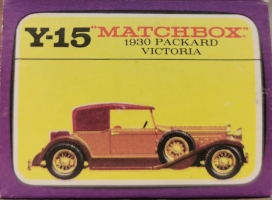 Y-15 "MATCHBOX"
1930 PACKARD
VICTORIA